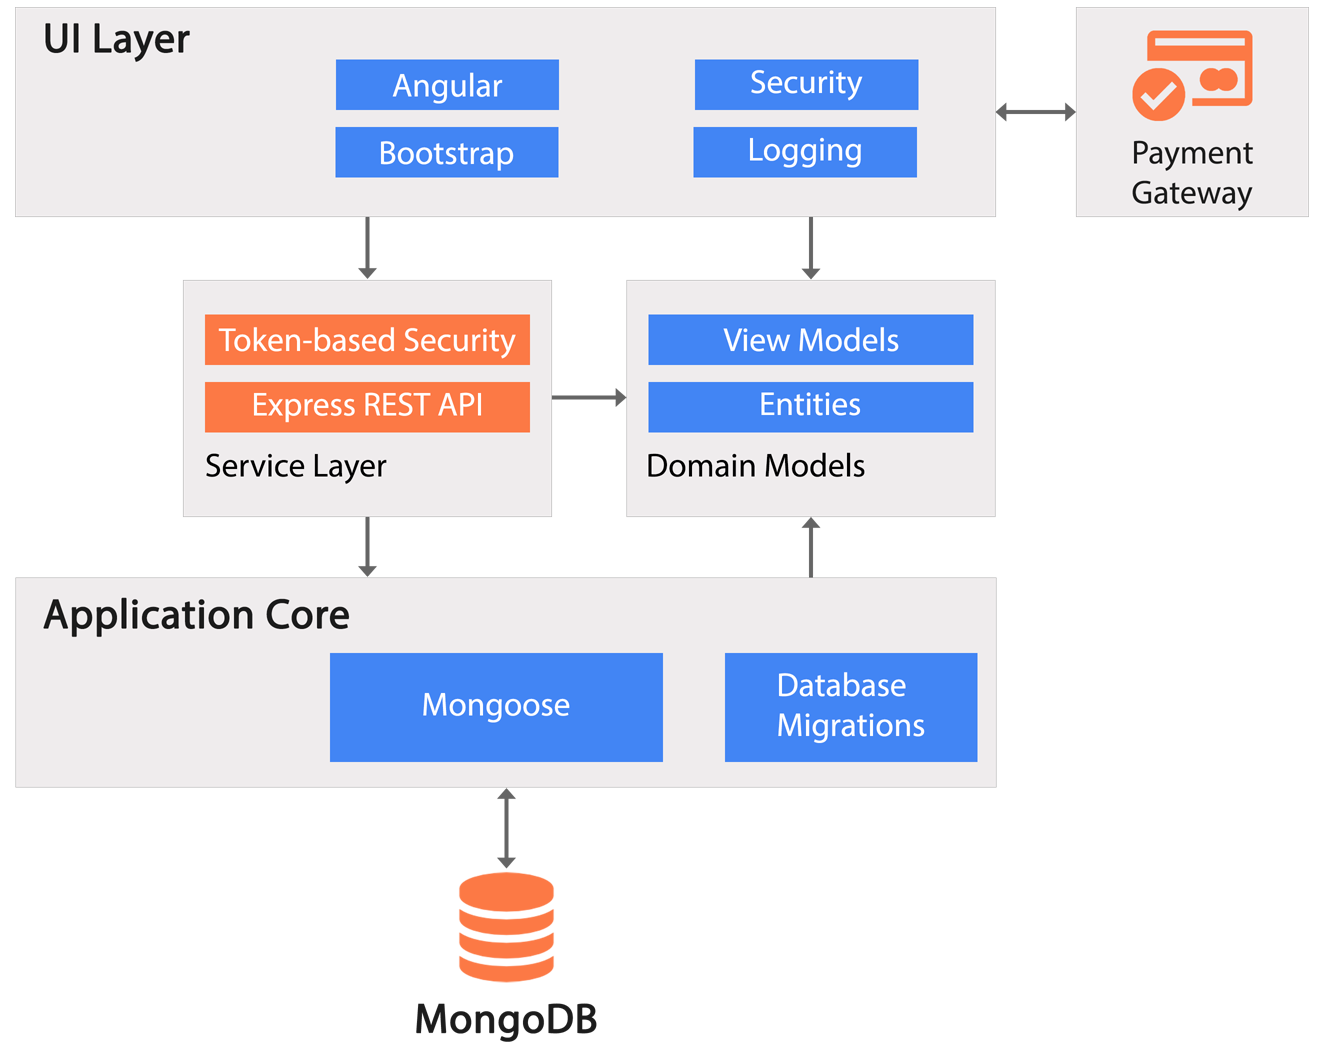 UI Layer
Angular
Security
Bootstrap
Logging
Payment
Gateway
Token-based Security
Express REST API
Service Layer
View Models
Entities
Domain Models
Application Core
Mongoose
Database
Migrations
MongoDB